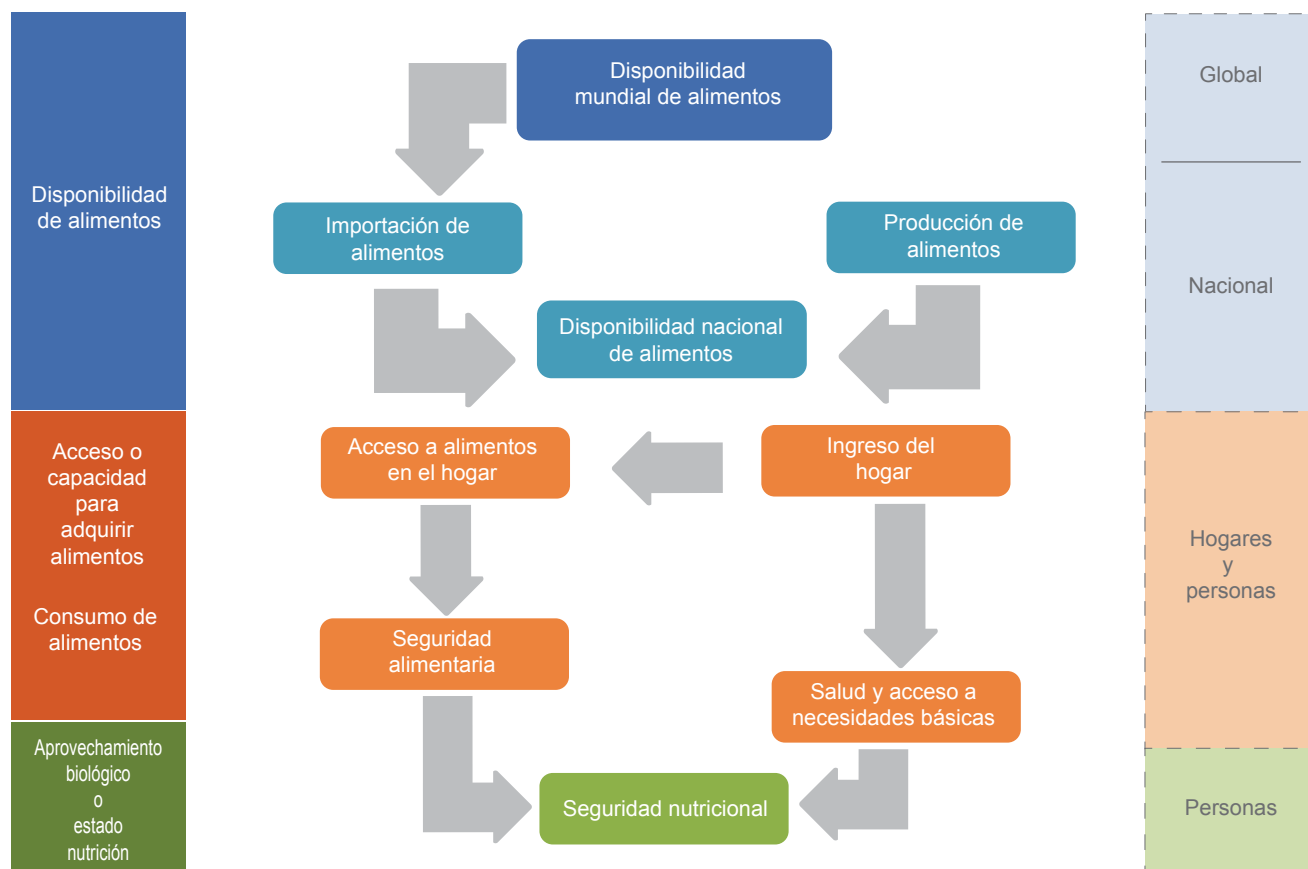 Disponibilidad
de alimentos
Acceso o
capacidad
para
adquirir
alimentos
Consumo de
alimentos
Aprovechamiento
biológico
o
estado
nutrición
Disponibilidad
mundial de alimentos
Importación de
alimentos
Producción de
alimentos
Disponibilidad nacional
de alimentos
Acceso a alimentos
en el hogar
Ingreso del
hogar
Seguridad
alimentaria
Salud y acceso a
necesidades básicas
Seguridad nutricional
Global
Nacional
Hogares
y
personas
Personas